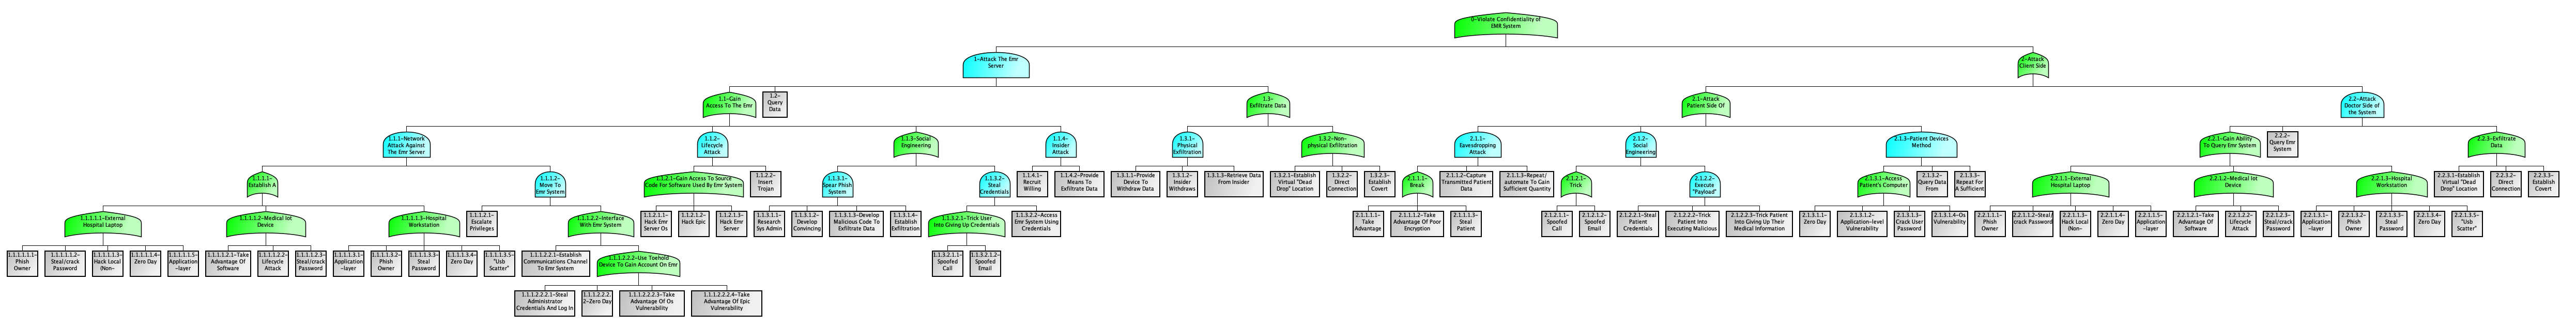 0-Violate Confidentiality of
EMR System
1-Attack The Emr
Server
2-Attack
Client Side
1.1-Gain
Access To The Emr
1.2-
Query
Data
1.3-
Exfiltrate Data
2.1-Attack
Patient Side Of
2.2-Attack
Doctor Side of
the System
1.1.1-Network
Attack Against
The Emr Server
1.1.2-
Lifecycle
Attack
1.1.3-Social
Engineering
1.1.4-
Insider
Attack
1.3.1-
Physical
Exfiltration
1.3.2-Non-
physical Exfiltration
2.1.1-
Eavesdropping
Attack
2.1.2-
Social
Engineering
2.1.3-Patient Devices
Method
2.2.1-Gain Ability
To Query Emr System
2.2.2-
Query Emr
System
2.2.3-Exfiltrate
Data
1.1.1.1-
Establish A
1.1.1.2-
Move To
Emr System
1.1.2.1-Gain Access To Source
Code For Software Used By Emr System
1.1.2.2-
Insert
Trojan
1.1.3.1-
Spear Phish
System
1.1.3.2-
Steal
Credentials
1.1.4.1-
Recruit
Willing
1.1.4.2-Provide
Means To
Exfiltrate Data
1.3.1.1-Provide
Device To
Withdraw Data
1.3.1.2-
Insider
Withdraws
1.3.1.3-Retrieve Data
From Insider
1.3.2.1-Establish
Virtual "Dead
Drop" Location
1.3.2.2-
Direct
Connection
1.3.2.3-
Establish
Covert
2.1.1.1-
Break
2.1.1.2-Capture
Transmitted Patient
Data
2.1.1.3-Repeat/
automate To Gain
Sufficient Quantity
2.1.2.1-
Trick
2.1.2.2-
Execute
"Payload"
2.1.3.1-Access
Patient's Computer
2.1.3.2-
Query Data
From
2.1.3.3-
Repeat For
A Sufficient
2.2.1.1-External
Hospital Laptop
2.2.1.2-Medical Iot
Device
2.2.1.3-Hospital
Workstation
2.2.3.1-Establish
Virtual "Dead
Drop" Location
2.2.3.2-
Direct
Connection
2.2.3.3-
Establish
Covert
1.1.1.1.1-External
Hospital Laptop
1.1.1.1.2-Medical Iot
Device
1.1.1.1.3-Hospital
Workstation
1.1.1.2.1-
Escalate
Privileges
1.1.1.2.2-Interface
With Emr System
1.1.2.1.1-
Hack Emr
Server Os
1.1.2.1.2-
Hack Epic
1.1.2.1.3-
Hack Emr
Server
1.1.3.1.1-
Research
Sys Admin
1.1.3.1.2-
Develop
Convincing
1.1.3.1.3-Develop
Malicious Code To
Exfiltrate Data
1.1.3.1.4-
Establish
Exfiltration
1.1.3.2.1-Trick User
Into Giving Up Credentials
1.1.3.2.2-Access
Emr System Using
Credentials
2.1.1.1.1-
Take
Advantage
2.1.1.1.2-Take
Advantage Of Poor
Encryption
2.1.1.1.3-
Steal
Patient
2.1.2.1.1-
Spoofed
Call
2.1.2.1.2-
Spoofed
Email
2.1.2.2.1-Steal
Patient
Credentials
2.1.2.2.2-Trick
Patient Into
Executing Malicious
2.1.2.2.3-Trick Patient
Into Giving Up Their
Medical Information
2.1.3.1.1-
Zero Day
2.1.3.1.2-
Application-level
Vulnerability
2.1.3.1.3-
Crack User
Password
2.1.3.1.4-Os
Vulnerability
2.2.1.1.1-
Phish
Owner
2.2.1.1.2-Steal/
crack Password
2.2.1.1.3-
Hack Local
(Non-
2.2.1.1.4-
Zero Day
2.2.1.1.5-
Application-
layer
2.2.1.2.1-Take
Advantage Of
Software
2.2.1.2.2-
Lifecycle
Attack
2.2.1.2.3-
Steal/crack
Password
2.2.1.3.1-
Application-
layer
2.2.1.3.2-
Phish
Owner
2.2.1.3.3-
Steal
Password
2.2.1.3.4-
Zero Day
2.2.1.3.5-
"Usb
Scatter"
1.1.1.1.1.1-
Phish
Owner
1.1.1.1.1.2-
Steal/crack
Password
1.1.1.1.1.3-
Hack Local
(Non-
1.1.1.1.1.4-
Zero Day
1.1.1.1.1.5-
Application
-layer
1.1.1.1.2.1-Take
Advantage Of
Software
1.1.1.1.2.2-
Lifecycle
Attack
1.1.1.1.2.3-
Steal/crack
Password
1.1.1.1.3.1-
Application
-layer
1.1.1.1.3.2-
Phish
Owner
1.1.1.1.3.3-
Steal
Password
1.1.1.1.3.4-
Zero Day
1.1.1.1.3.5-
"Usb
Scatter"
1.1.1.2.2.1-Establish
Communications Channel
To Emr System
1.1.1.2.2.2-Use Toehold
Device To Gain Account On Emr
1.1.3.2.1.1-
Spoofed
Call
1.1.3.2.1.2-
Spoofed
Email
1.1.1.2.2.2.1-Steal
Administrator
Credentials And Log In
1.1.1.2.2.2.
2-Zero Day
1.1.1.2.2.2.3-Take
Advantage Of Os
Vulnerability
1.1.1.2.2.2.4-Take
Advantage Of Epic
Vulnerability